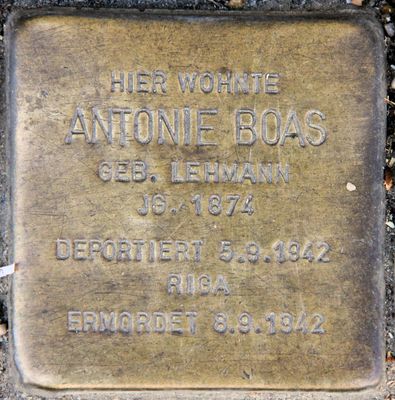 HIER WOHNTE
ANTONIE BOAS
GEB. LEHMANN
JG. 1874
DEPORTIERT 5.9.1942
RIGA
ERMORDET 8.9.1942